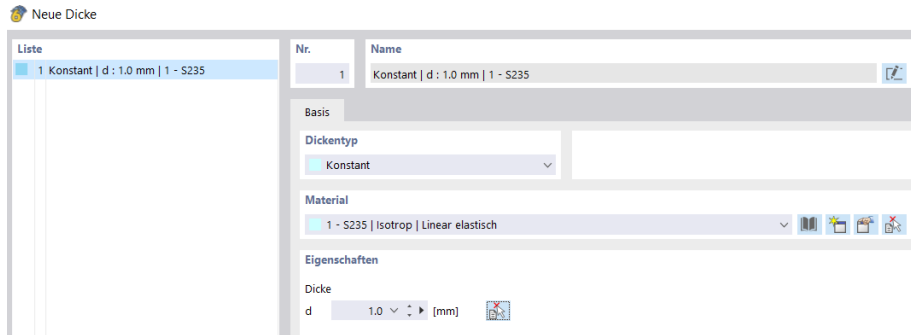 Neue Dicke
Liste
1 Konstant | d : 1.0 mm | 1 - S235
Nr.
1
Name
Konstant | d : 1.0 mm | 1 - S235
Basis
Dickentyp
Konstant
Material
1 - S235 | Isotrop | Linear elastisch
Eigenschaften
Dicke
d 1.0 [mm]